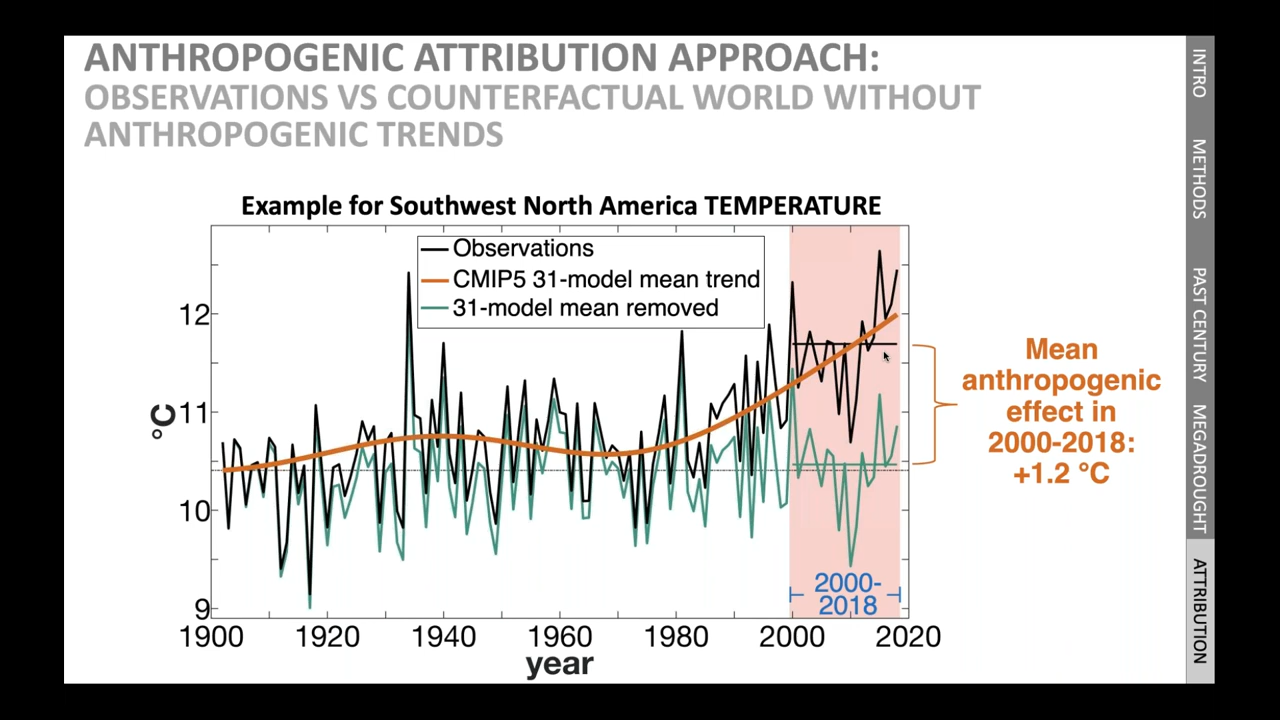 ANTHROPOGENIC ATTRIBUTION APPROACH:
OBSERVATIONS VS COUNTERFACTUAL WORLD WITHOUT
ANTHROPOGENIC TRENDS
Example for Southwest North America TEMPERATURE
Observations
CMIP5 31-model mean trend
31-model mean removed
°C
12
11
10
9
1900
1920
1940
1960
1980
2000
2020
year
2000-
2018
Mean
anthropogenic
effect in
2000-2018:
+1.2 °C
INTRO
METHODS
PAST CENTURY
MEGADROUGHT
ATTRIBUTION